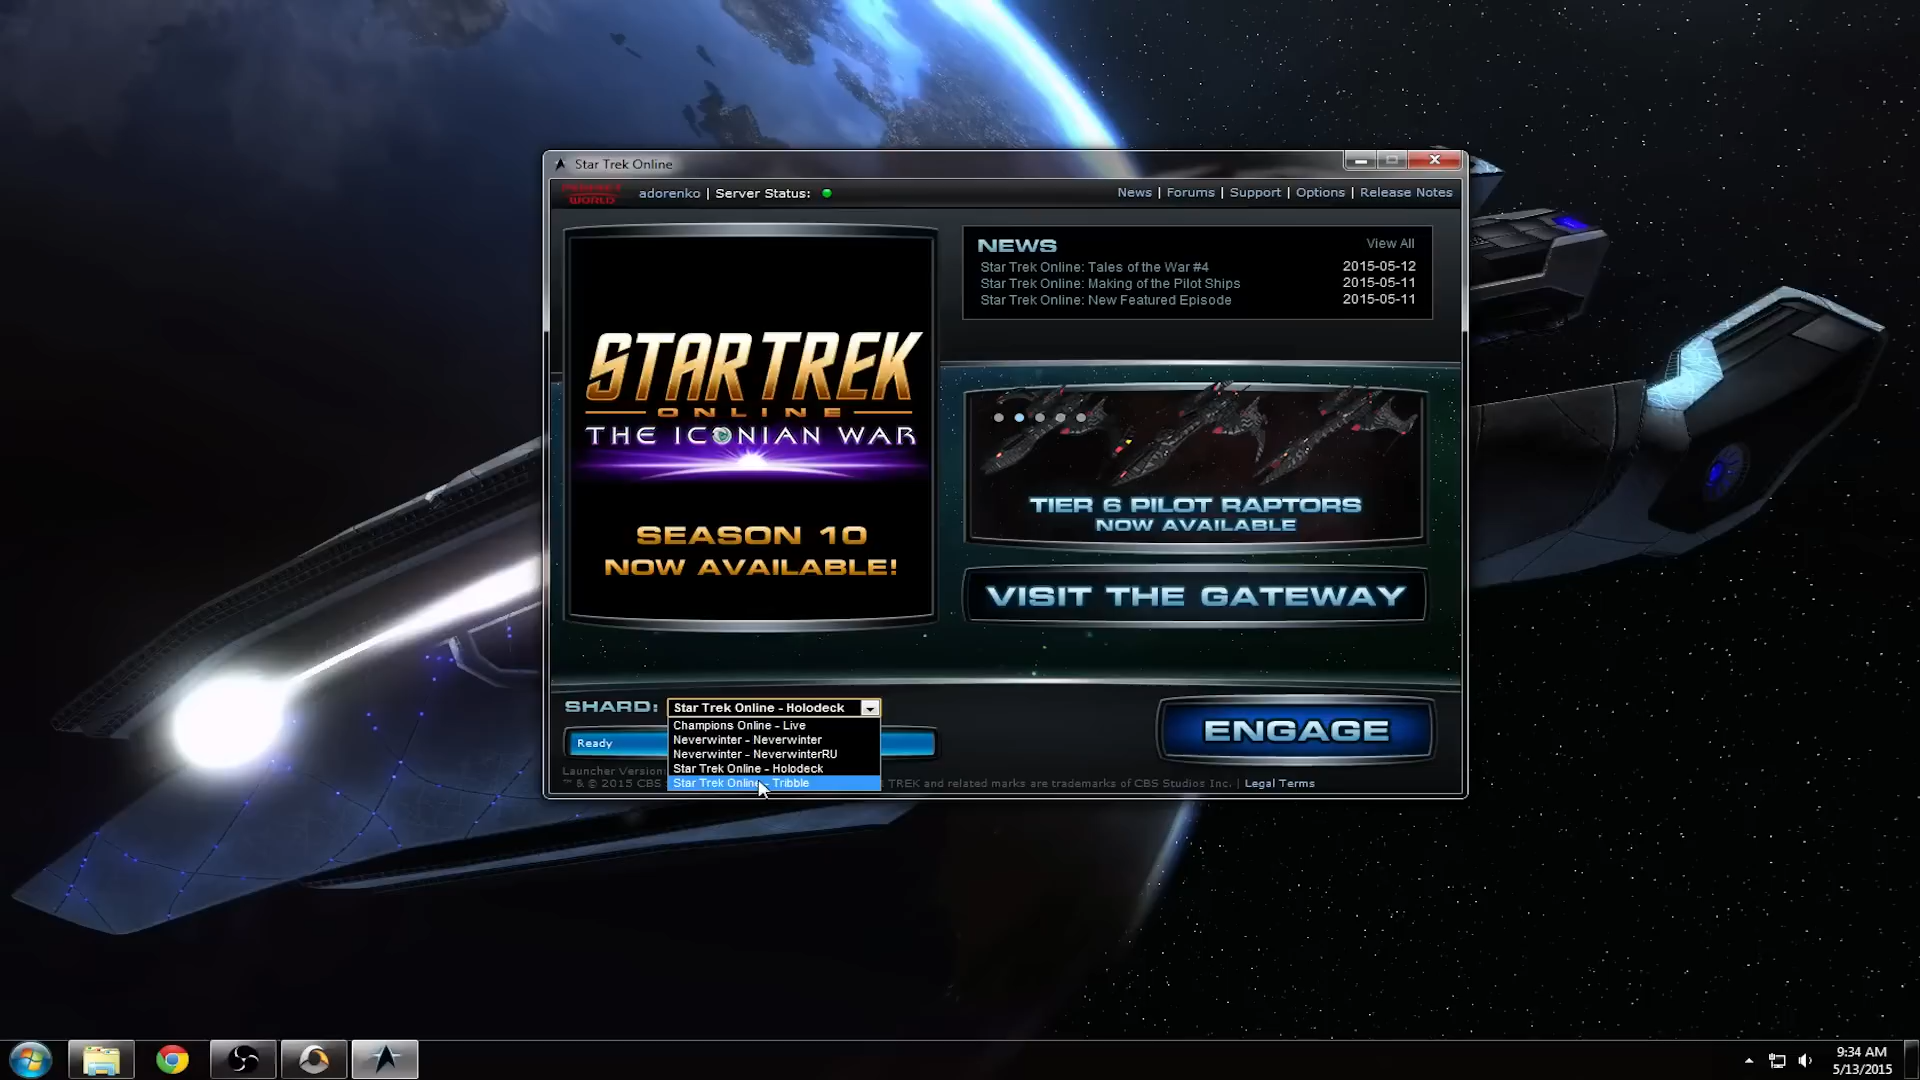 Star Trek Online
PERFECT WORLD
adorenko | Server Status:
News | Forums | Support | Options | Release Notes
STAR TREK
ONLINE
THE ICONIAN WAR
SEASON 10
NOW AVAILABLE!
NEWS
View All
Star Trek Online: Tales of the War #4 2015-05-12
Star Trek Online: Making of the Pilot Ships 2015-05-11
Star Trek Online: New Featured Episode 2015-05-11
TIER 6 PILOT RAPTORS
NOW AVAILABLE
VISIT THE GATEWAY
SHARD: Star Trek Online - Holodeck
Champions Online - Live
Neverwinter - Neverwinter
Neverwinter - NeverwinterRU
Star Trek Online - Holodeck
Star Trek Online - Tribble
Ready
ENGAGE
Launcher Version:
™ & © 2015 CBS TREK and related marks are trademarks of CBS Studios Inc. | Legal Terms
9:34 AM
5/13/2015